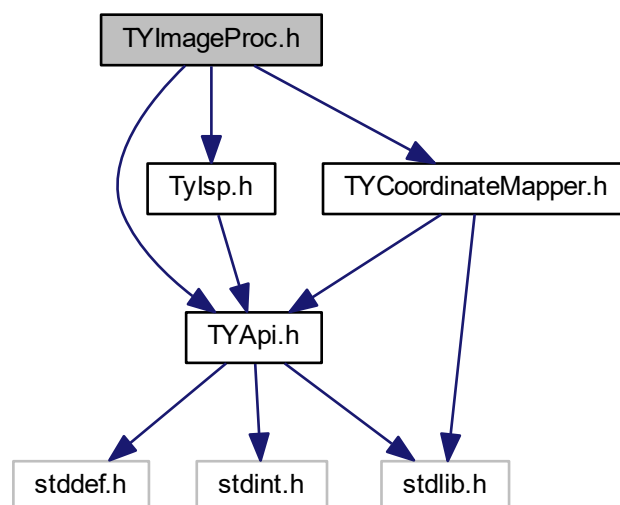 TYImageProc.h
TyIsp.h
TYCoordinateMapper.h
TYApi.h
stddef.h
stdint.h
stdlib.h